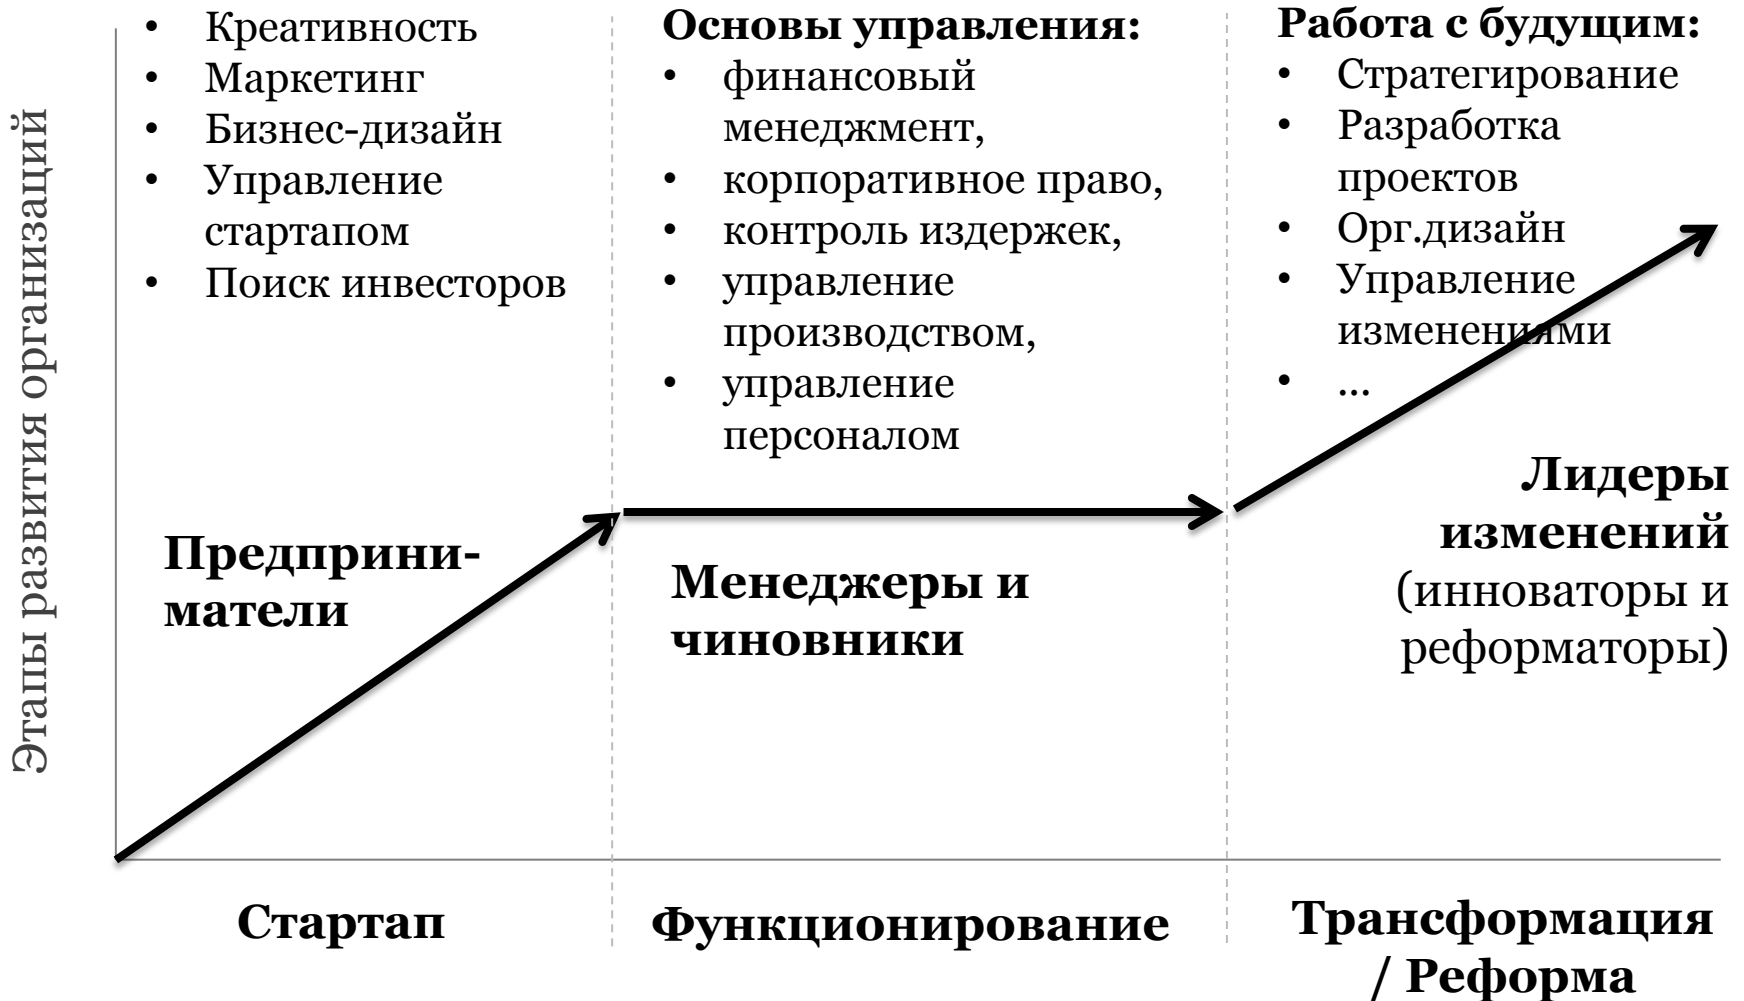 Этапы развития организаций
Креативность
Маркетинг
Бизнес-дизайн
Управление
стартапом
Поиск инвесторов
Предприни-
матели
Стартап
Основы управления:
финансовый
менеджмент,
корпоративное право,
контроль издержек,
управление
производством,
управление
персоналом
Менеджеры и
чиновники
Функционирование
Работа с будущим:
Стратегирование
Разработка
проектов
Орг.дизайн
Управление
изменениями
...
Лидеры
изменений
(инноваторы и
реформаторы)
Трансформация
/ Реформа